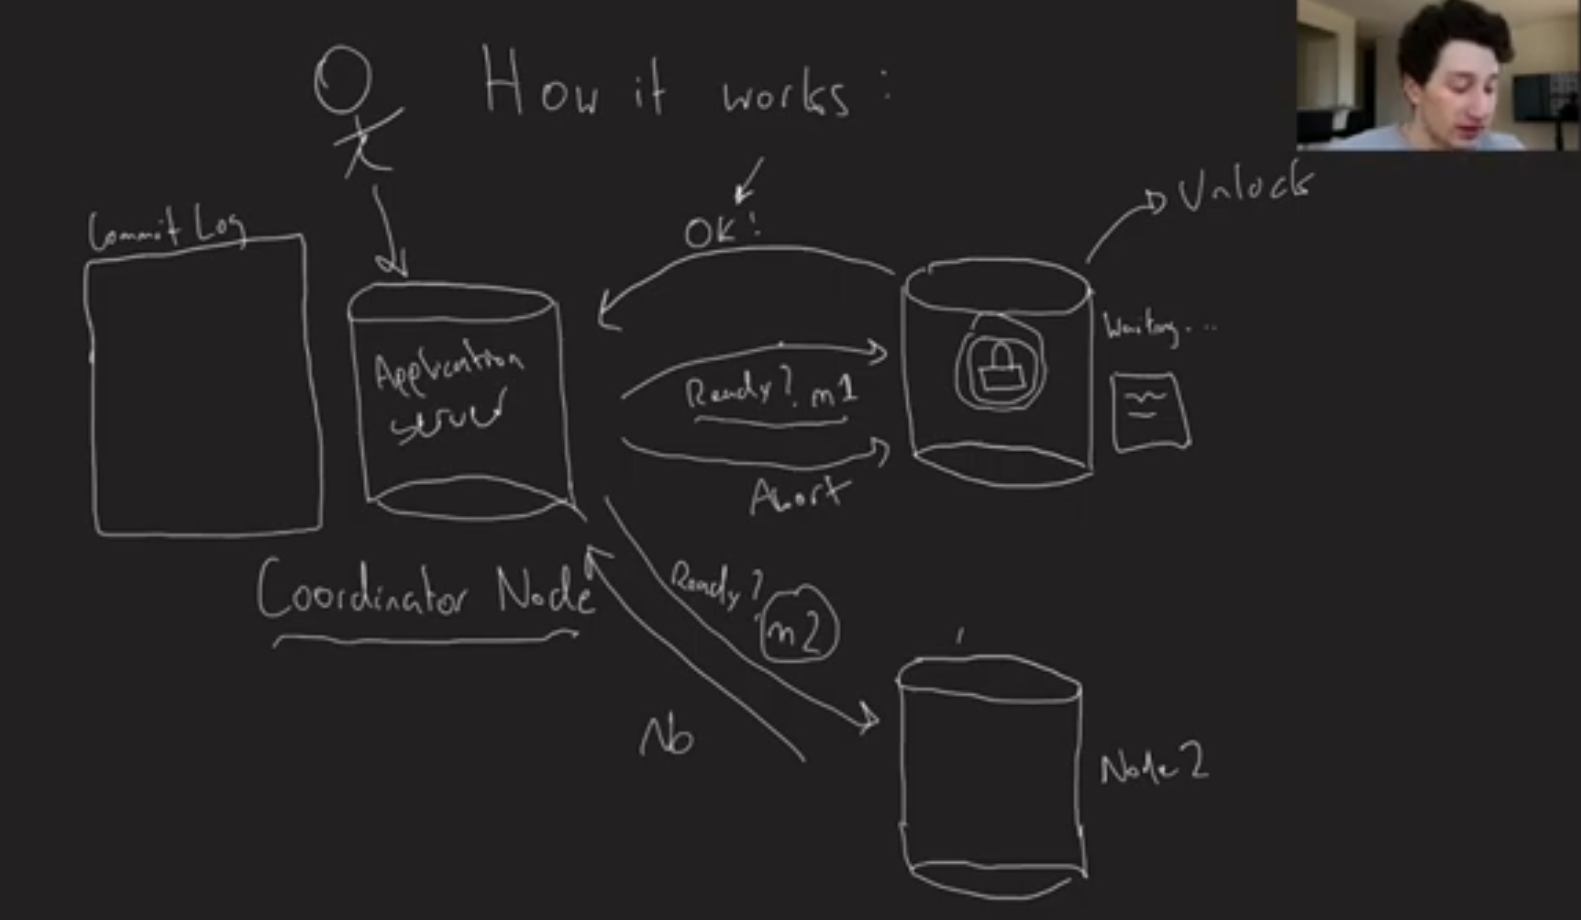 How it works:
Commit Log
OK!
Unlock
Application
server
Waiting...
Ready? m1
Abort
Coordinator Node
Ready?
m2
No
Node 2